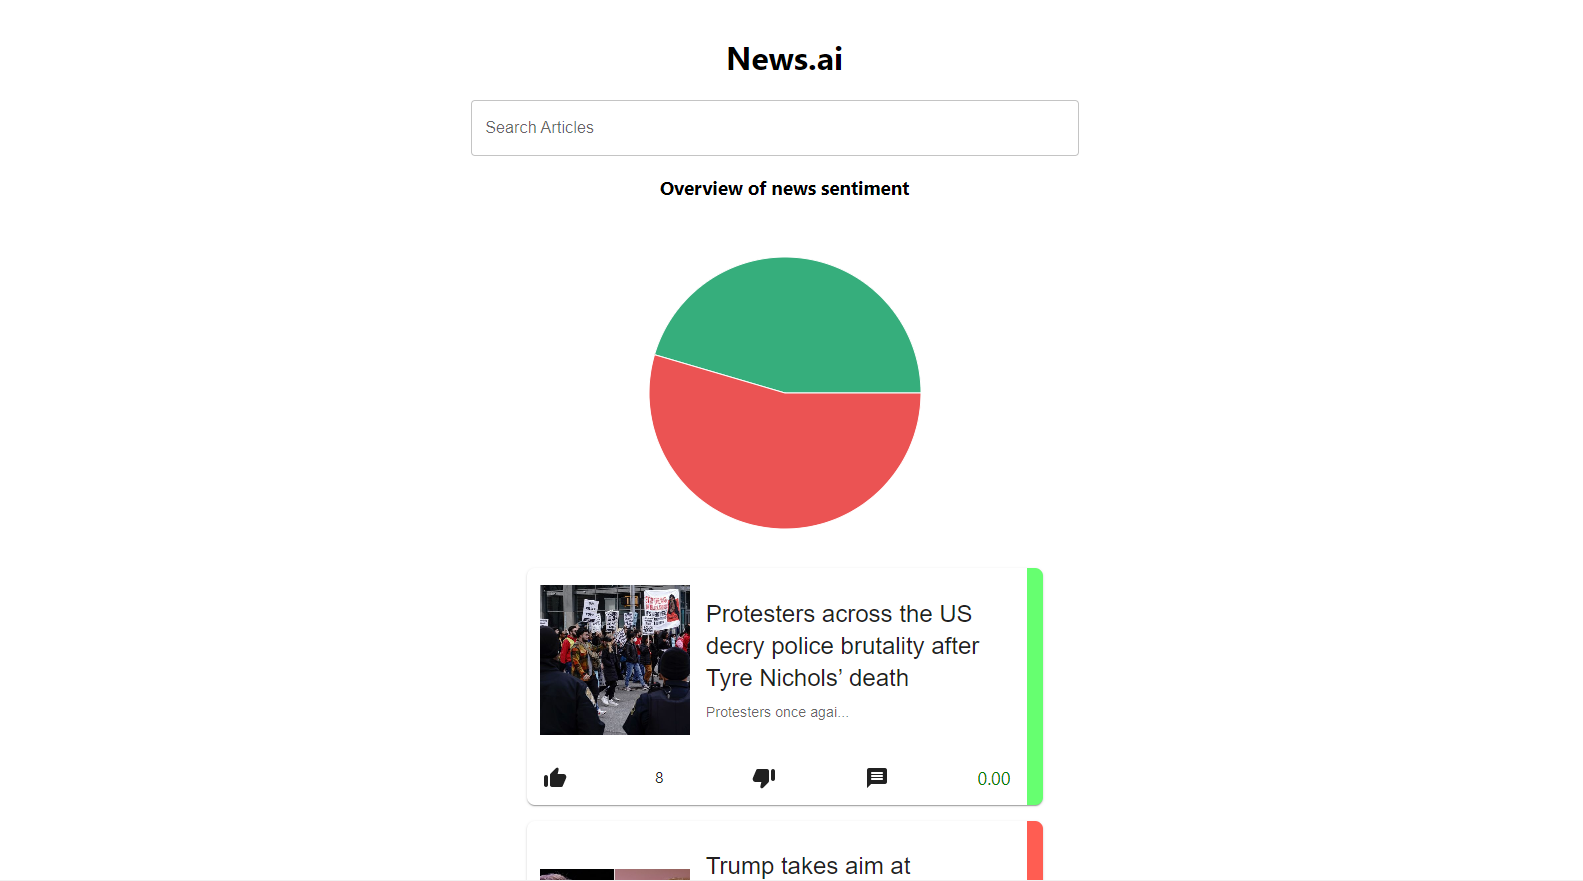 News.ai
Search Articles
Overview of news sentiment
Protesters across the US
decry police brutality after
Tyre Nichols’ death
Protesters once agai...
8
0.00
Trump takes aim at